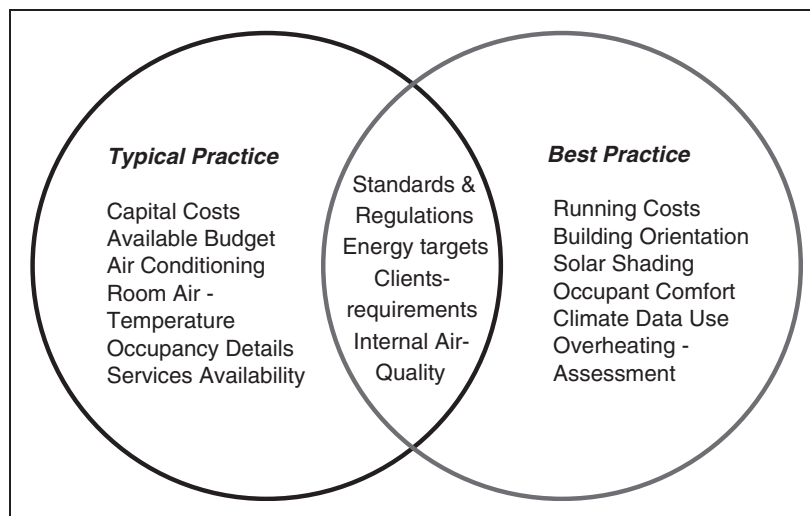 Typical Practice
Capital Costs
Available Budget
Air Conditioning
Room Air -
Temperature
Occupancy Details
Services Availability
Standards &
Regulations
Energy targets
Clients-
requirements
Internal Air-
Quality
Best Practice
Running Costs
Building Orientation
Solar Shading
Occupant Comfort
Climate Data Use
Overheating -
Assessment